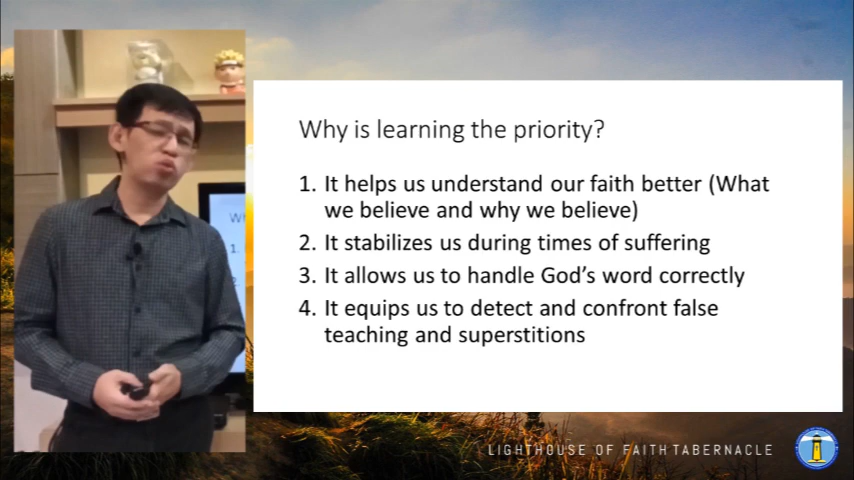 Why is learning the priority?
1. It helps us understand our faith better (What
we believe and why we believe)
2. It stabilizes us during times of suffering
3. It allows us to handle God's word correctly
4. It equips us to detect and confront false
teaching and superstitions
1.
LIGHTHOUSE OF FAITH TABERNACLE